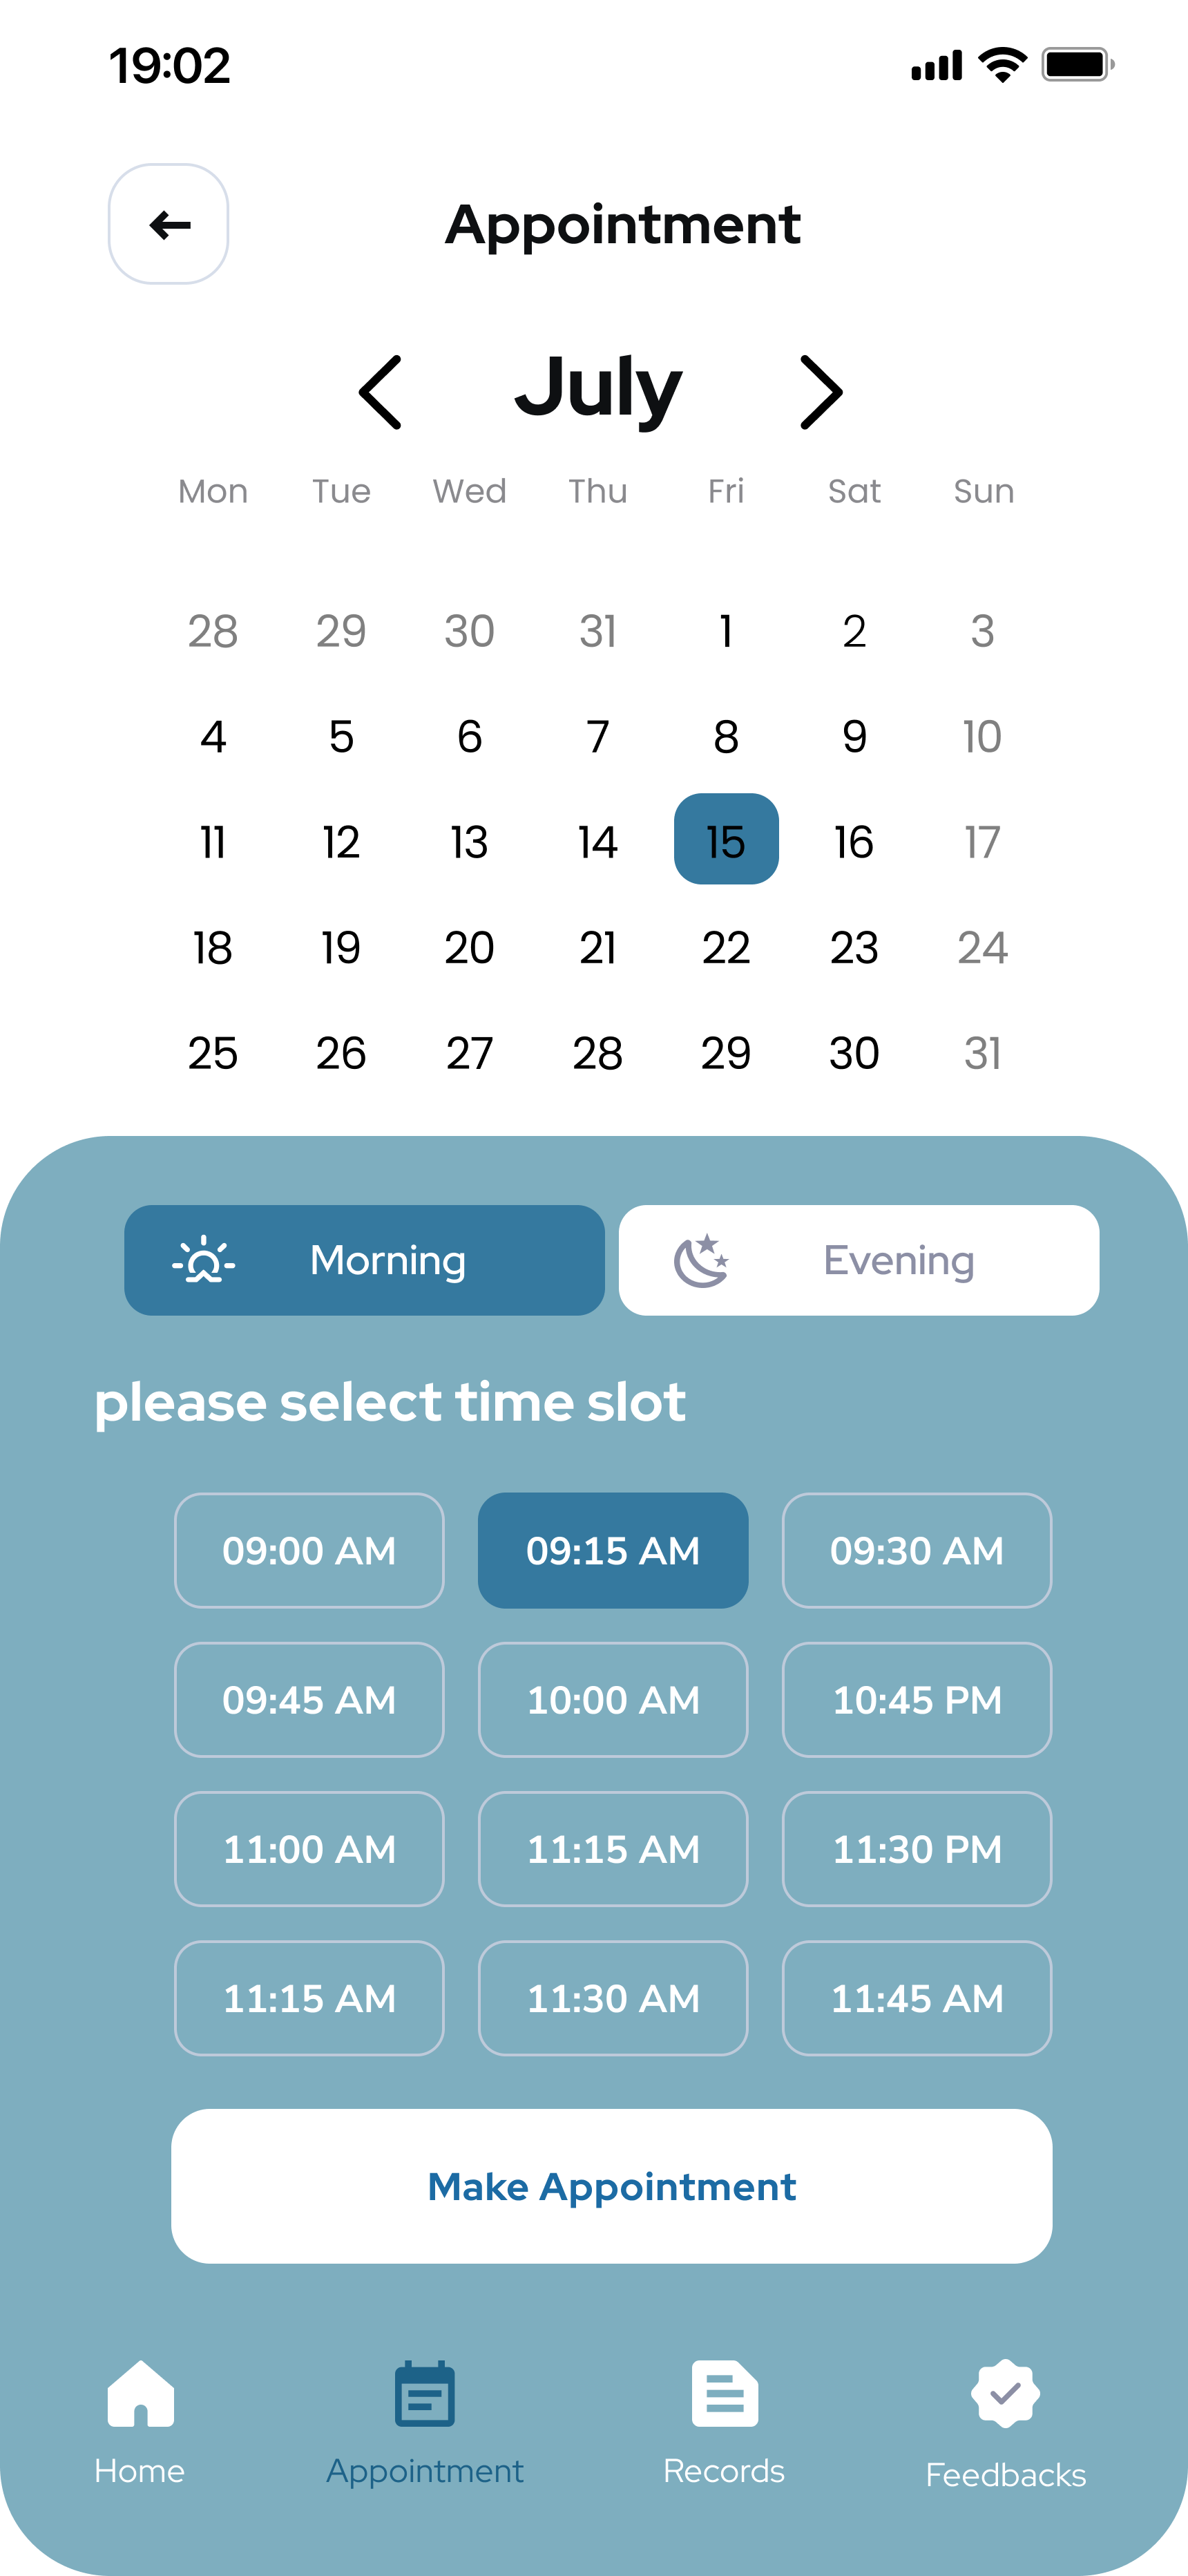 19:02
Appointment
July
Mon Tue Wed Thu Fri Sat Sun
28 29 30 31 1 2 3
4 5 6 7 8 9 10
11 12 13 14 15 16 17
18 19 20 21 22 23 24
25 26 27 28 29 30 31
Morning Evening
please select time slot
09:00 AM 09:15 AM 09:30 AM
09:45 AM 10:00 AM 10:45 PM
11:00 AM 11:15 AM 11:30 PM
11:15 AM 11:30 AM 11:45 AM
Make Appointment
Home Appointment Records Feedbacks